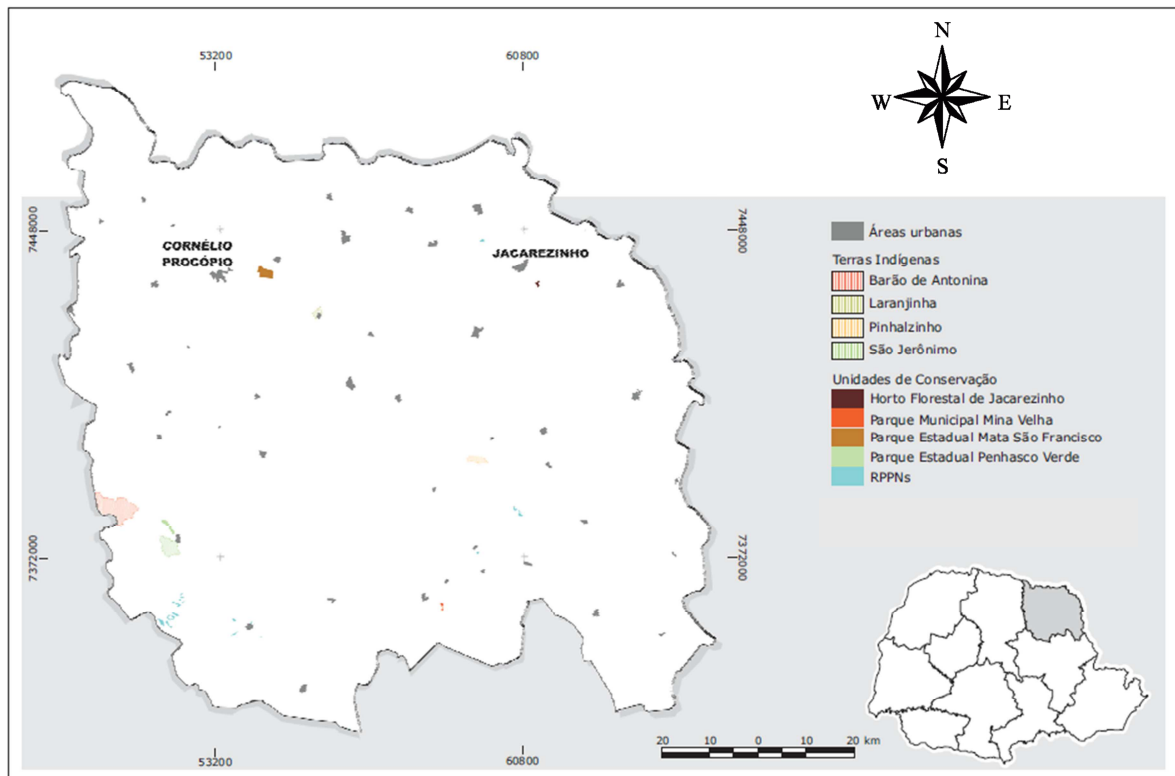 N
W E
S
53200 60800
7448000
7448000
CORNÉLIO
PROCÓPIO
JACAREZINHO
Áreas urbanas
Terras Indígenas
Barão de Antonina
Laranjinha
Pinhalzinho
São Jerônimo
Unidades de Conservação
Horto Florestal de Jacarezinho
Parque Municipal Mina Velha
Parque Estadual Mata São Francisco
Parque Estadual Penhasco Verde
RPPNs
7372000
7372000
20 10 0 10 20 km
53200 60800